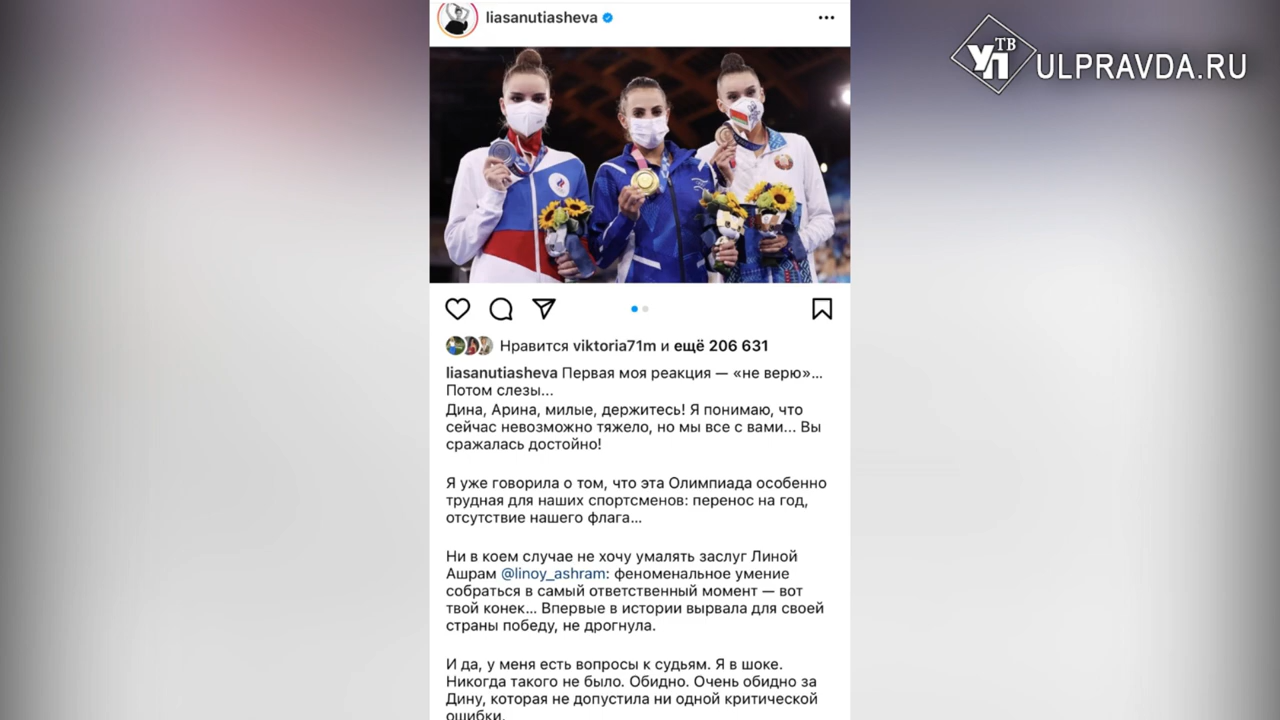 liasanutiasheva
УП ТВ
ULPRAVDA.RU
Нравится viktoria71m и ещё 206 631
liasanutiasheva Первая моя реакция — «не верю»...
Потом слезы...
Дина, Арина, милые, держитесь! Я понимаю, что
сейчас невозможно тяжело, но мы все с вами... Вы
сражалась достойно!
Я уже говорила о том, что эта Олимпиада особенно
трудная для наших спортсменов: перенос на год,
отсутствие нашего флага...
Ни в коем случае не хочу умалять заслуг Линой
Ашрам @linoy_ashram: феноменальное умение
собраться в самый ответственный момент — вот
твой конек... Впервые в истории вырвала для своей
страны победу, не дрогнула.
И да, у меня есть вопросы к судьям. Я в шоке.
Никогда такого не было. Обидно. Очень обидно за
Дину, которая не допустила ни одной критической
ошибки.